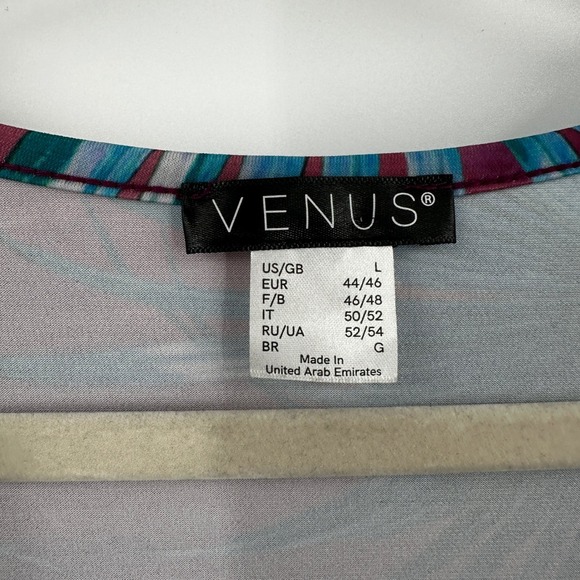 VENUS®
US/GB L
EUR 44/46
F/B 46/48
IT 50/52
RU/UA 52/54
BR G
Made In
United Arab Emirates